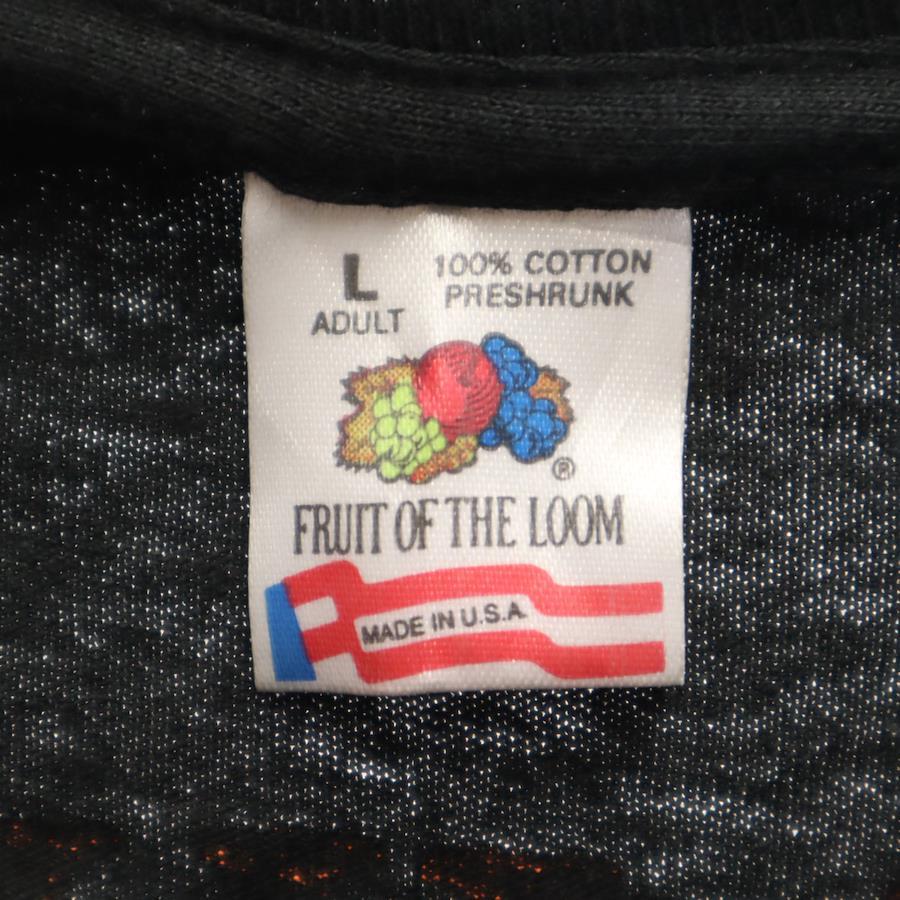 L
ADULT
100% COTTON
PRESHRUNK
®
FRUIT OF THE LOOM
MADE IN U.S.A.